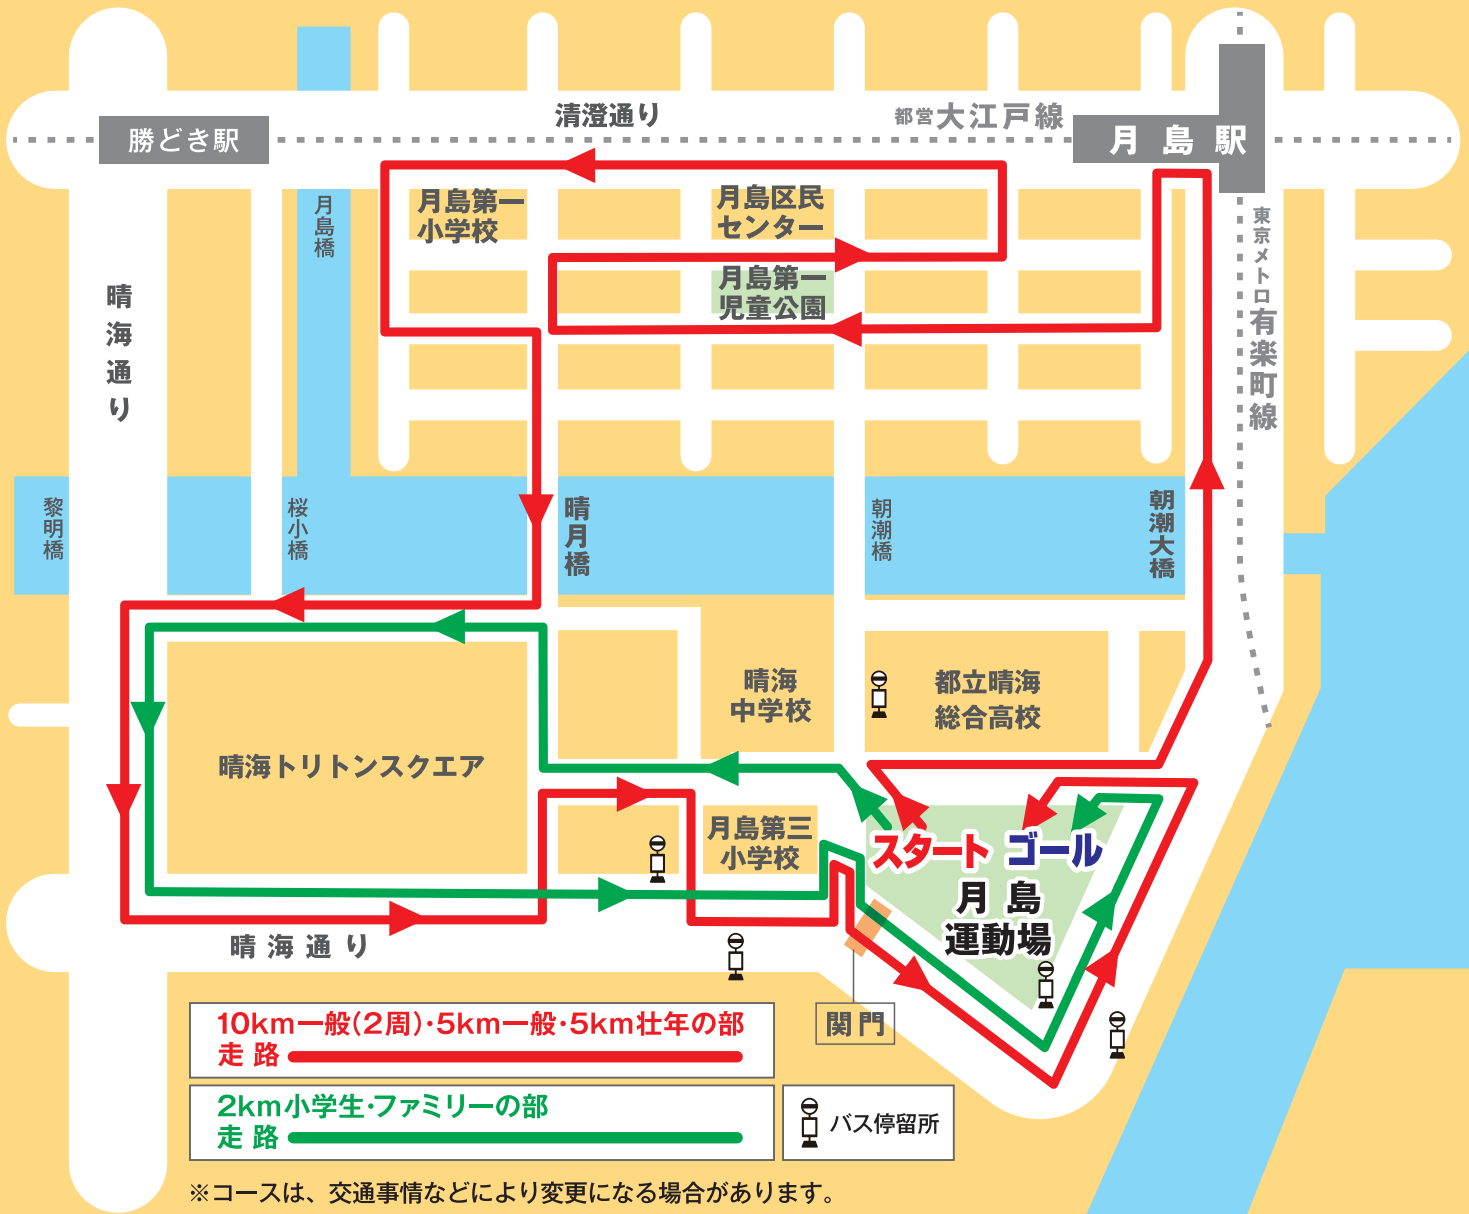 清澄通り
都営大江戸線
勝どき駅
月島駅
月島橋
月島第一
小学校
月島区民
センター
月島第一
児童公園
東京メトロ有楽町線
晴海通り
黎明橋
桜小橋
晴月橋
朝潮橋
朝潮大橋
晴海
中学校
都立晴海
総合高校
晴海トリトンスクエア
月島第三
小学校
スタート
ゴール
月島
運動場
晴海通り
関門
10km一般(2周)・5km一般・5km壮年の部
走路
2km小学生・ファミリーの部
走路
バス停留所
※コースは、交通事情などにより変更になる場合があります。